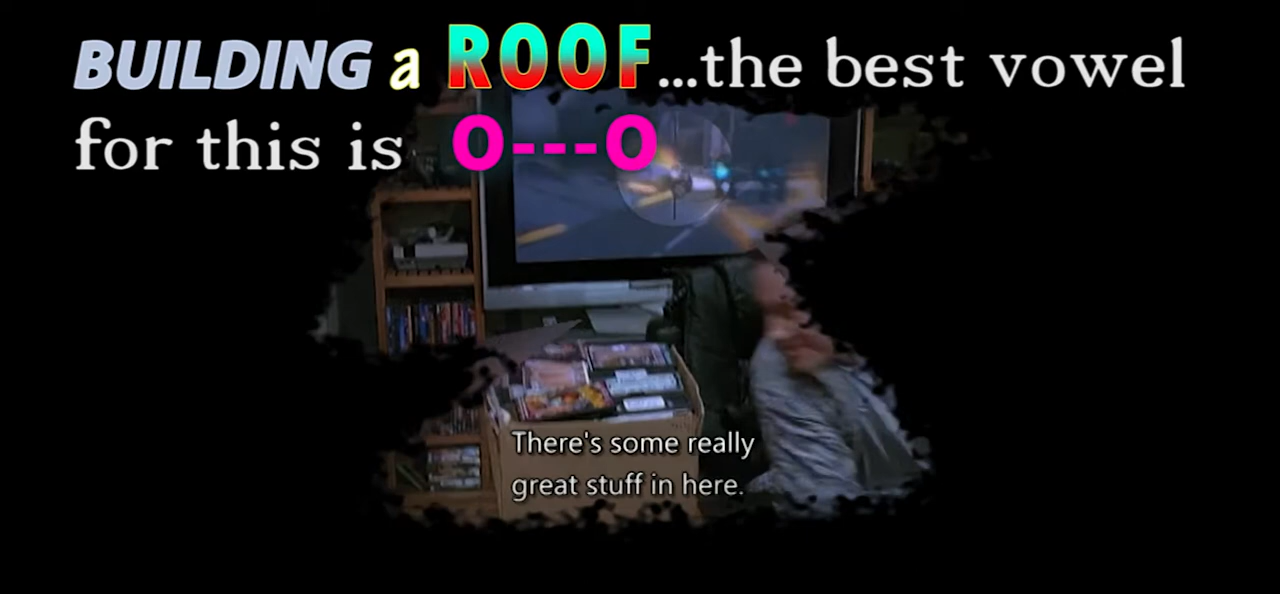 BUILDING a ROOF...the best vowel
for this is O---O
There's some really
great stuff in here.